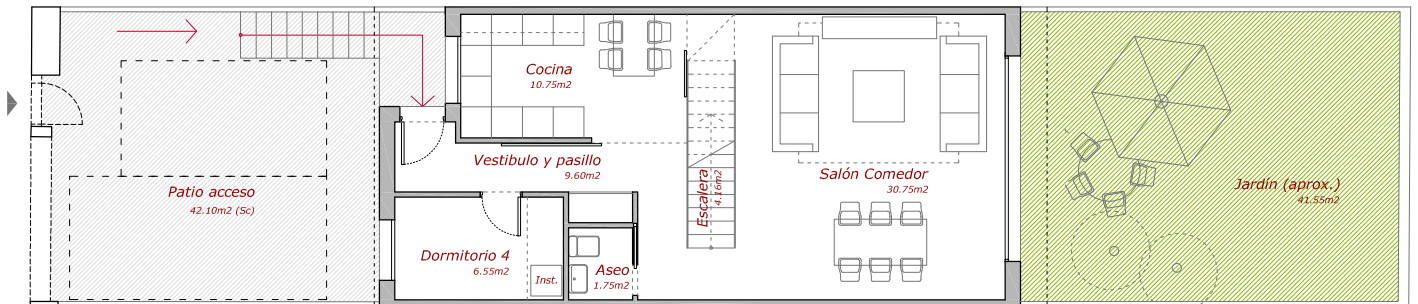 Cocina
10.75m2
Vestibulo y pasillo
9.60m2
Patio acceso
42.10m2 (Sc)
Escalera
4.16m2
Salón Comedor
30.75m2
Jardín (aprox.)
41.55m2
Dormitorio 4
6.55m2
Inst.
Aseo
1.75m2